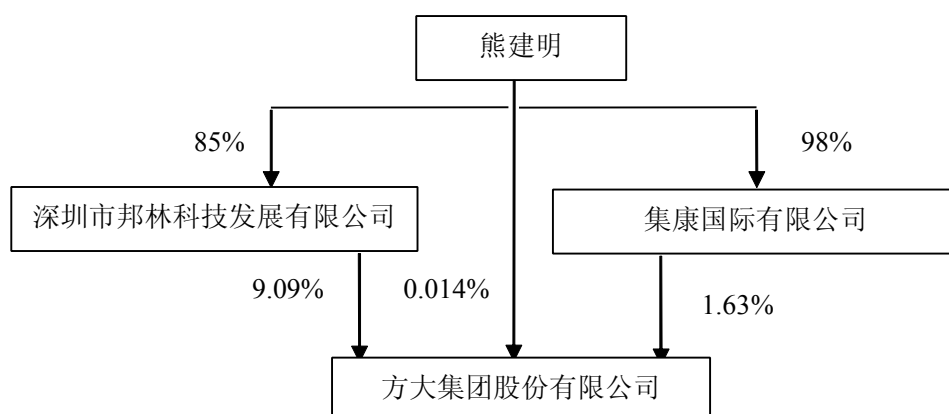 熊建明
85%
98%
深圳市邦林科技发展有限公司
集康国际有限公司
9.09%
0.014%
1.63%
方大集团股份有限公司